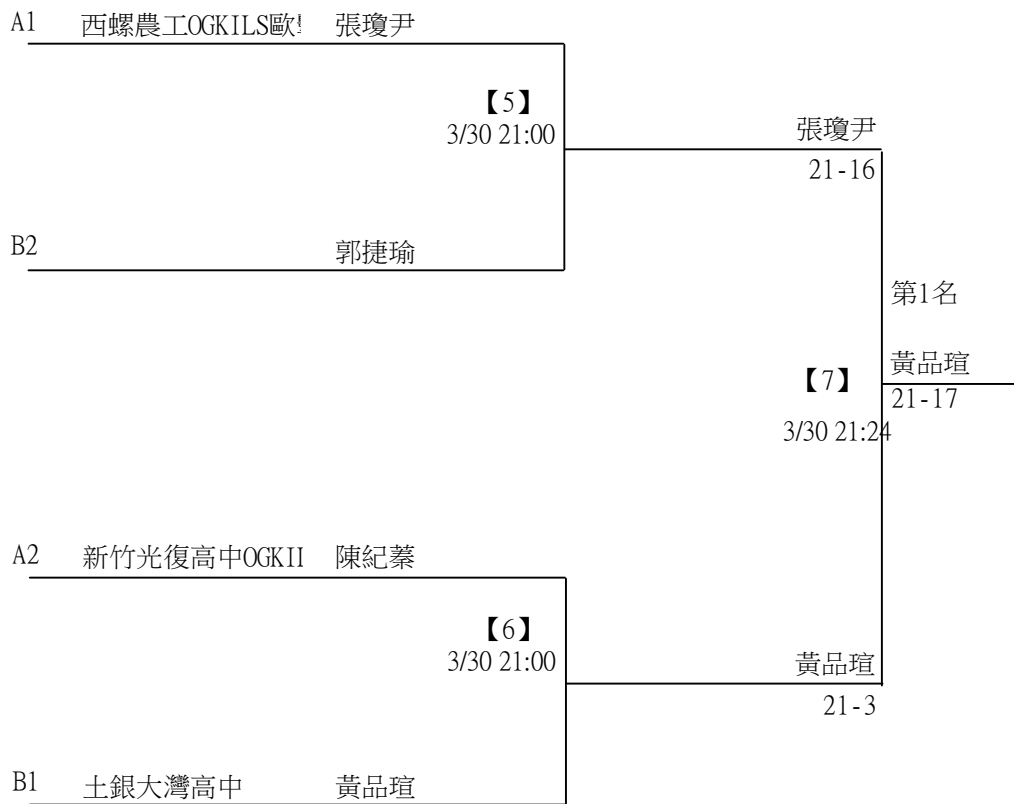 A1 西螺農工OGKILS歐 張瓊尹
【5】
3/30 21:00
張瓊尹
21-16
B2 郭捷瑜
第1名
【7】
黃品瑄
21-17
3/30 21:24
A2 新竹光復高中OGKII 陳紀蓁
【6】
3/30 21:00
黃品瑄
21-3
B1 土銀大灣高中 黃品瑄